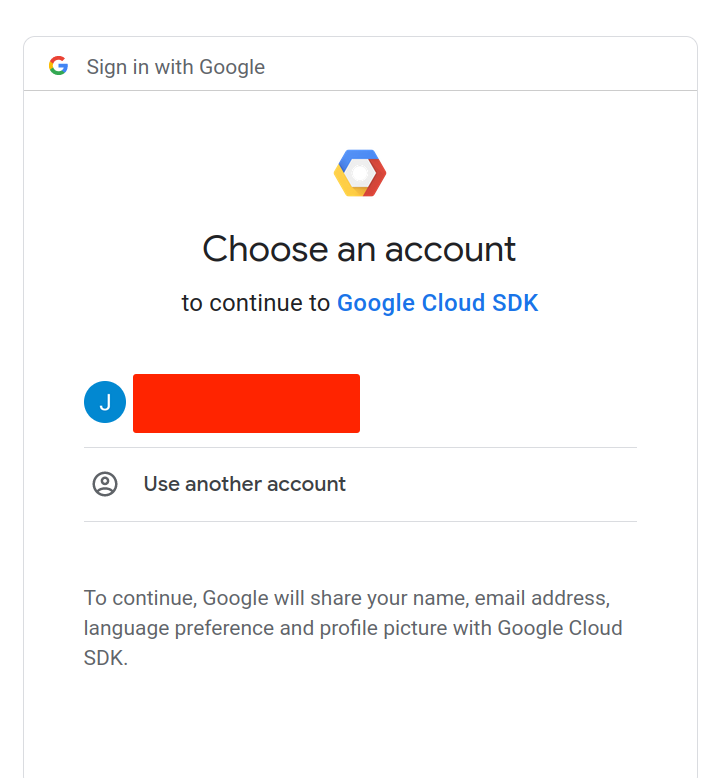 Sign in with Google
Choose an account
to continue to Google Cloud SDK
J
Use another account
To continue, Google will share your name, email address,
language preference and profile picture with Google Cloud
SDK.